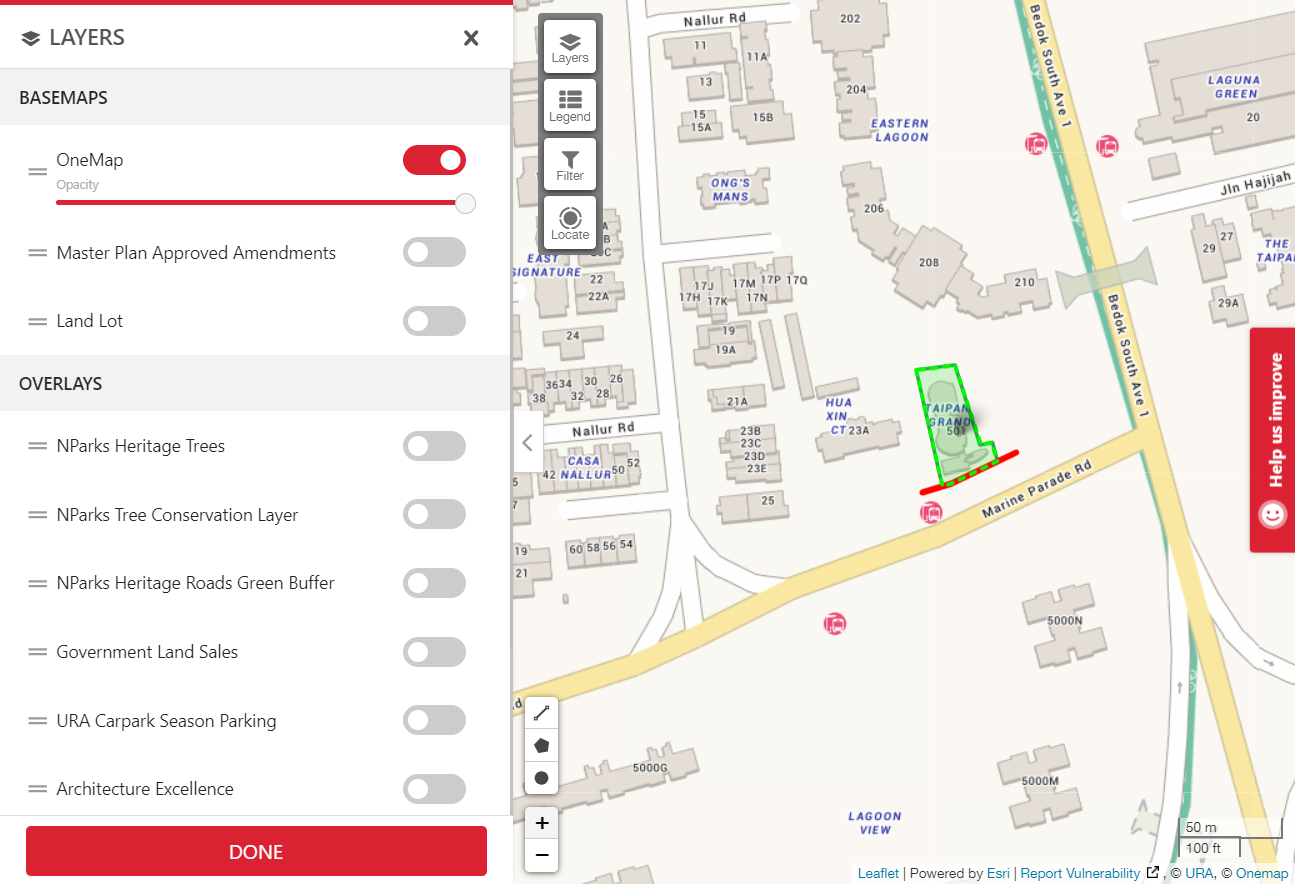 LAYERS
BASEMAPS
OneMap
Opacity
Master Plan Approved Amendments
Land Lot
OVERLAYS
NParks Heritage Trees
NParks Tree Conservation Layer
NParks Heritage Roads Green Buffer
Government Land Sales
URA Carpark Season Parking
Architecture Excellence
DONE
Layers
Legend
Filter
Locate
Nallur Rd
11
11A
13
15
15A
15B
202
204
EASTERN
LAGOON
Bedok South Ave 1
LAGUNA
GREEN
20
Jln Hajijah
ONG'S
MANS
206
208
210
27
29
29A
THE
TAIPA
EAST
SIGNATURE
22
22A
24
17J
17H
17K
17M
17N
17P
17Q
19
19A
Bedok South Ave 1
36
34
30
26
38
32
28
21A
HUA
XIN
CT
23A
TAIPAN
GRAND
501
Nallur Rd
23B
23C
23D
23E
CASA
NALLUR
42
50
52
25
Marine Parade Rd
60
58
56
54
19
21
5000N
5000G
5000M
LAGOON
VIEW
Help us improve
+
−
50 m
100 ft
Leaflet | Powered by Esri | Report Vulnerability , © URA, © Onemap